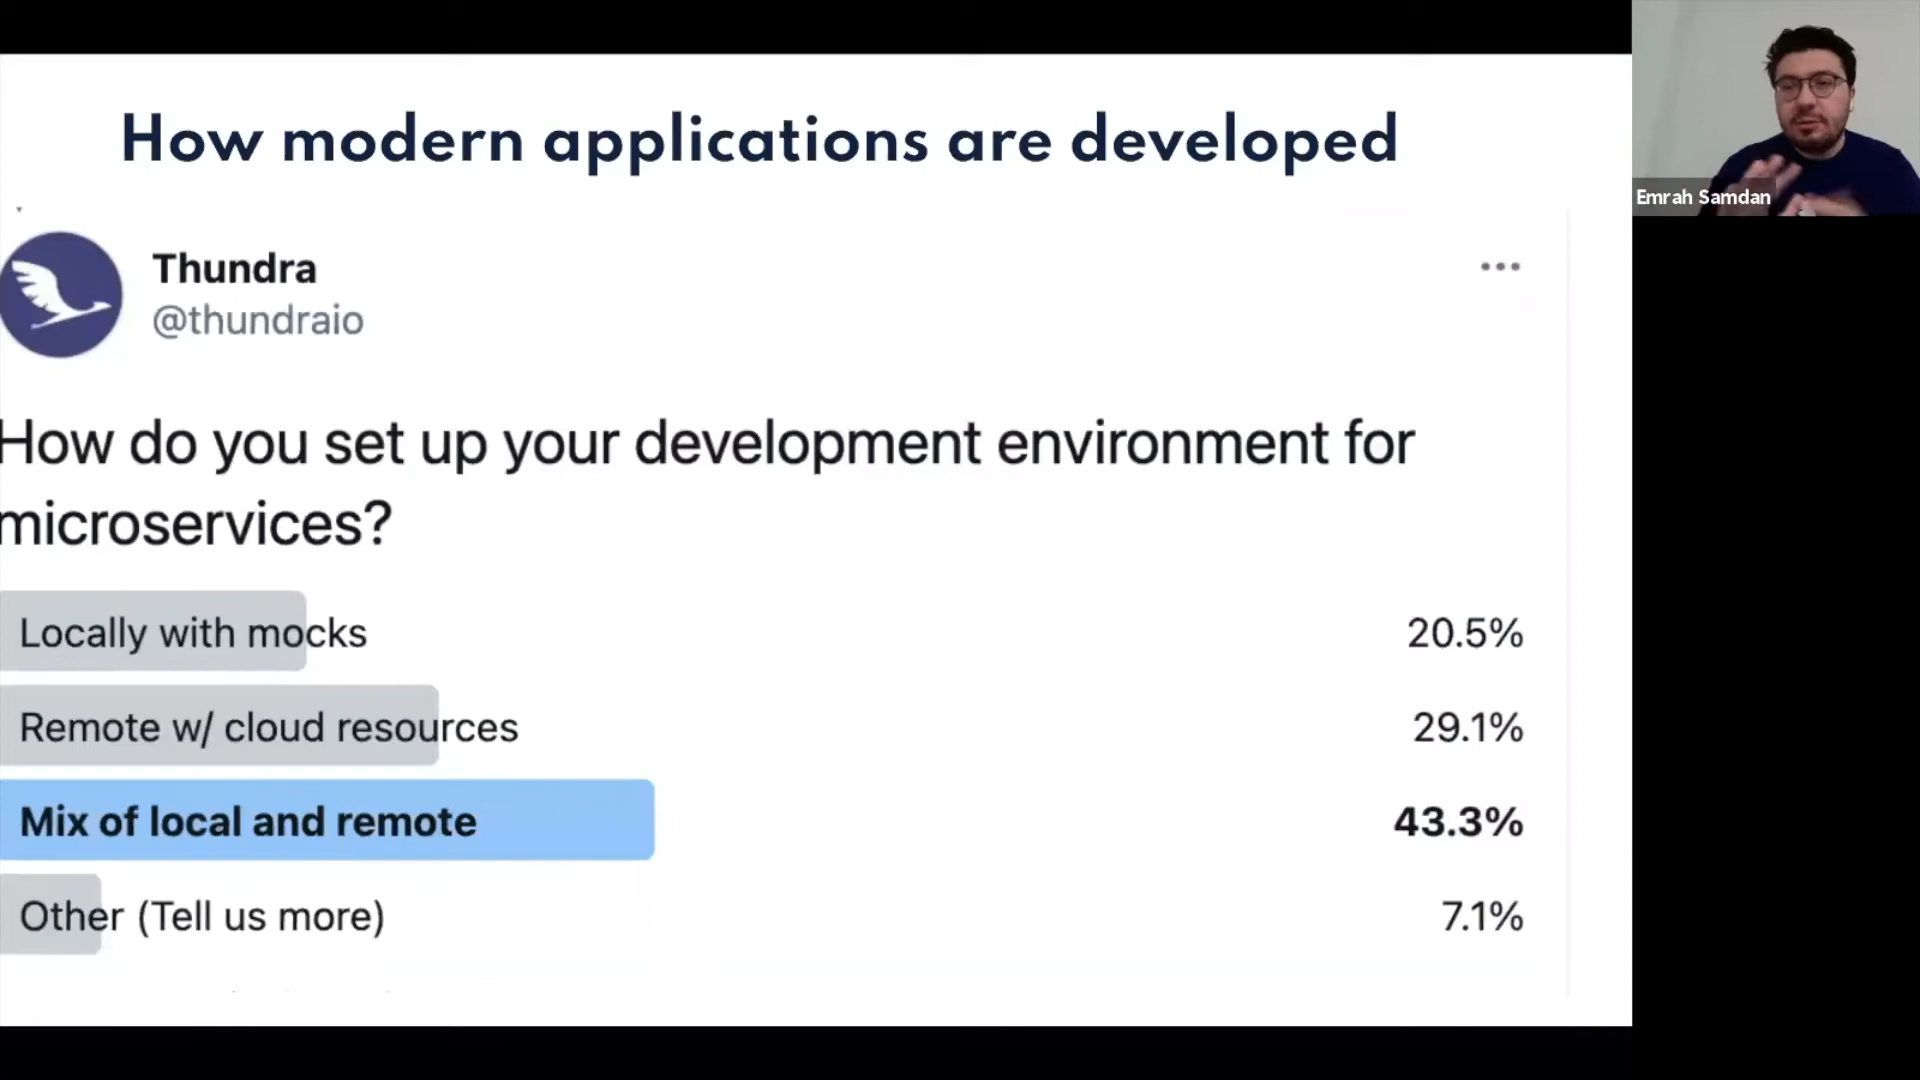 How modern applications are developed
Emrah Samdan
Thundra
@thundraio
How do you set up your development environment for
microservices?
Locally with mocks 20.5%
Remote w/ cloud resources 29.1%
Mix of local and remote 43.3%
Other (Tell us more) 7.1%